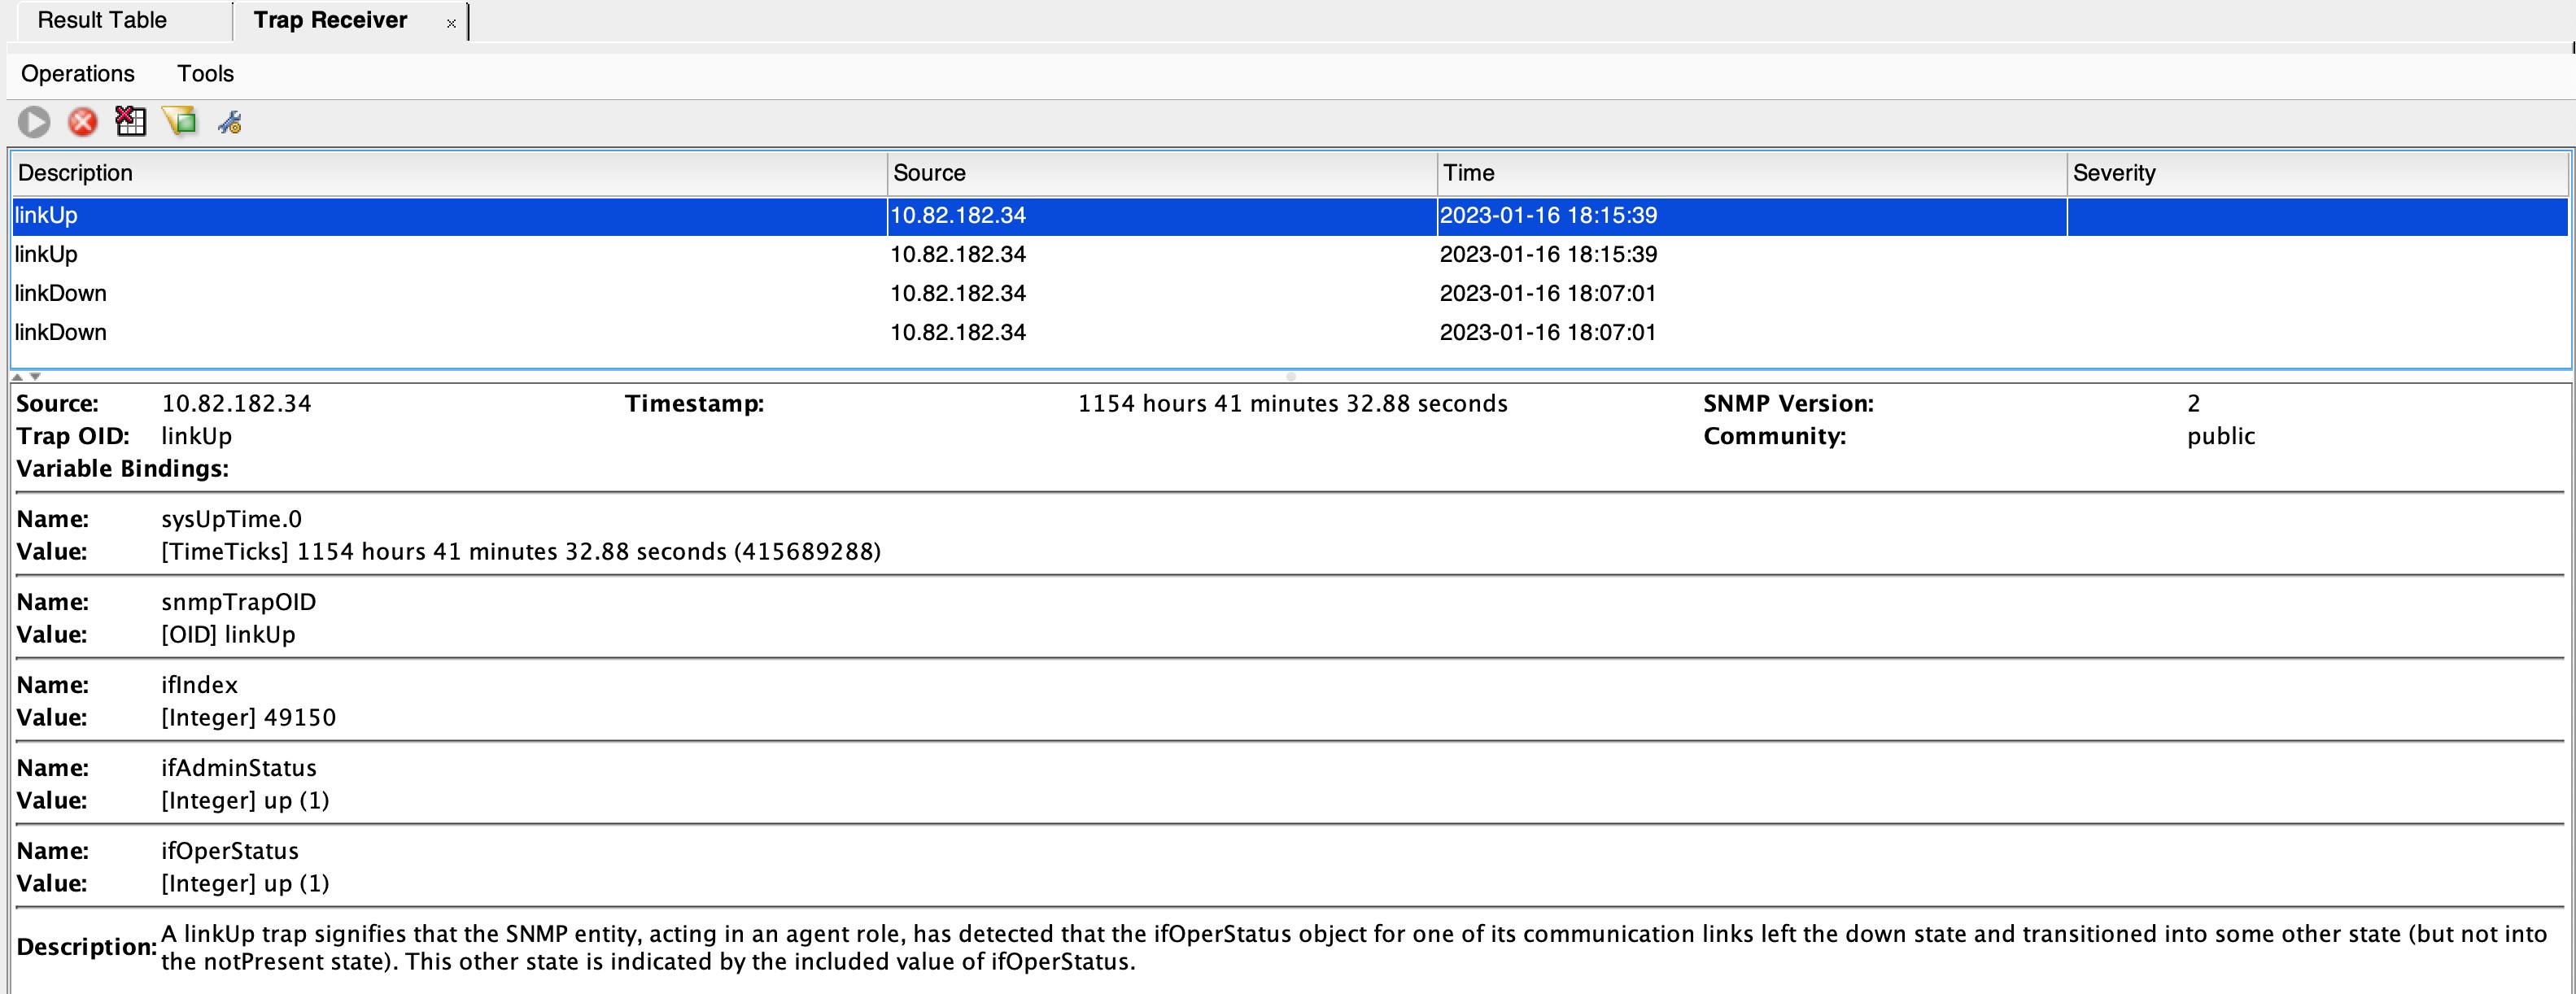 Result Table Trap Receiver ×
Operations Tools
Description Source Time Severity
linkUp 10.82.182.34 2023-01-16 18:15:39
linkUp 10.82.182.34 2023-01-16 18:15:39
linkDown 10.82.182.34 2023-01-16 18:07:01
linkDown 10.82.182.34 2023-01-16 18:07:01
Source: 10.82.182.34 Timestamp: 1154 hours 41 minutes 32.88 seconds SNMP Version: 2
Trap OID: linkUp Community: public
Variable Bindings:
Name: sysUpTime.0
Value: [TimeTicks] 1154 hours 41 minutes 32.88 seconds (415689288)
Name: snmpTrapOID
Value: [OID] linkUp
Name: ifIndex
Value: [Integer] 49150
Name: ifAdminStatus
Value: [Integer] up (1)
Name: ifOperStatus
Value: [Integer] up (1)
Description: A linkUp trap signifies that the SNMP entity, acting in an agent role, has detected that the ifOperStatus object for one of its communication links left the down state and transitioned into some other state (but not into
the notPresent state). This other state is indicated by the included value of ifOperStatus.